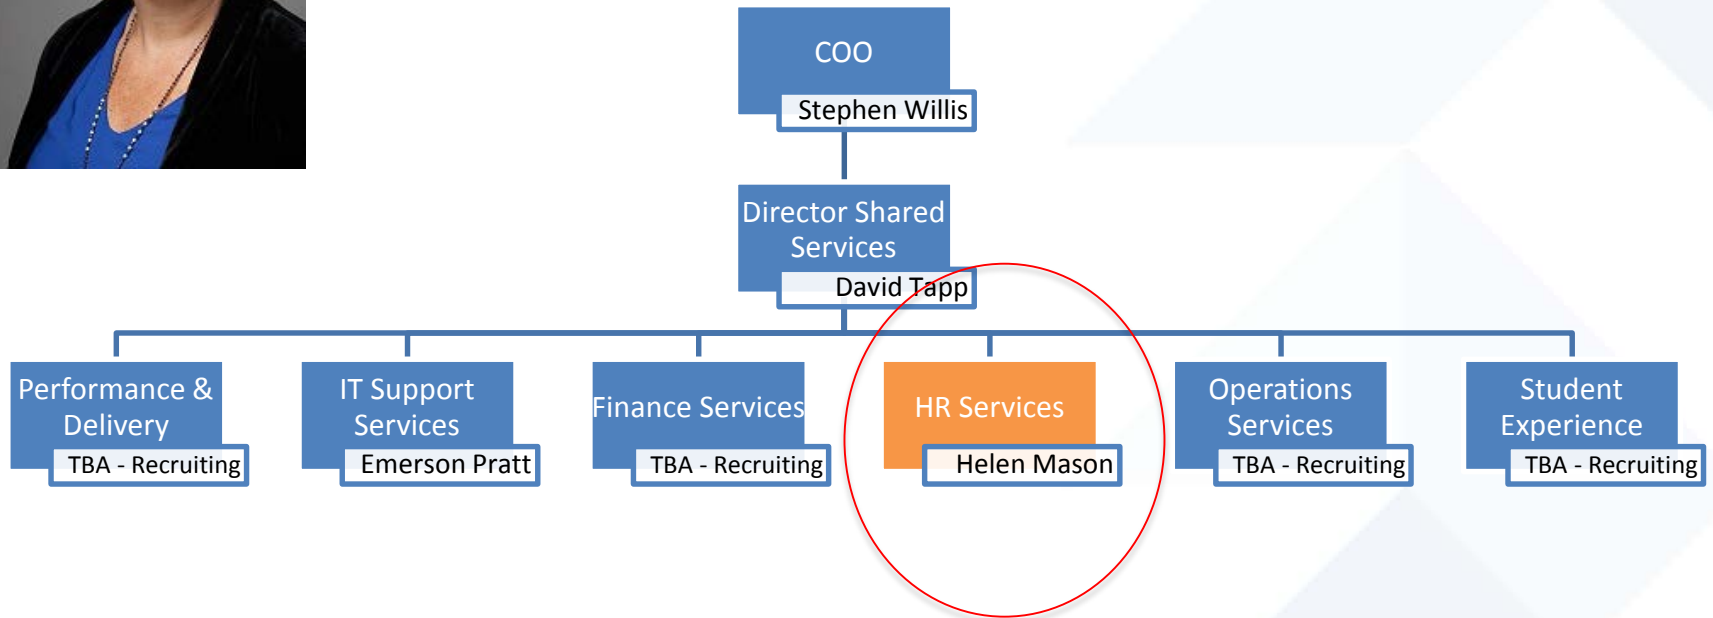 COO
Stephen Willis
Director Shared
Services
David Tapp
Performance &
Delivery
TBA - Recruiting
IT Support
Services
Emerson Pratt
Finance Services
TBA - Recruiting
HR Services
Helen Mason
Operations
Services
TBA - Recruiting
Student
Experience
TBA - Recruiting